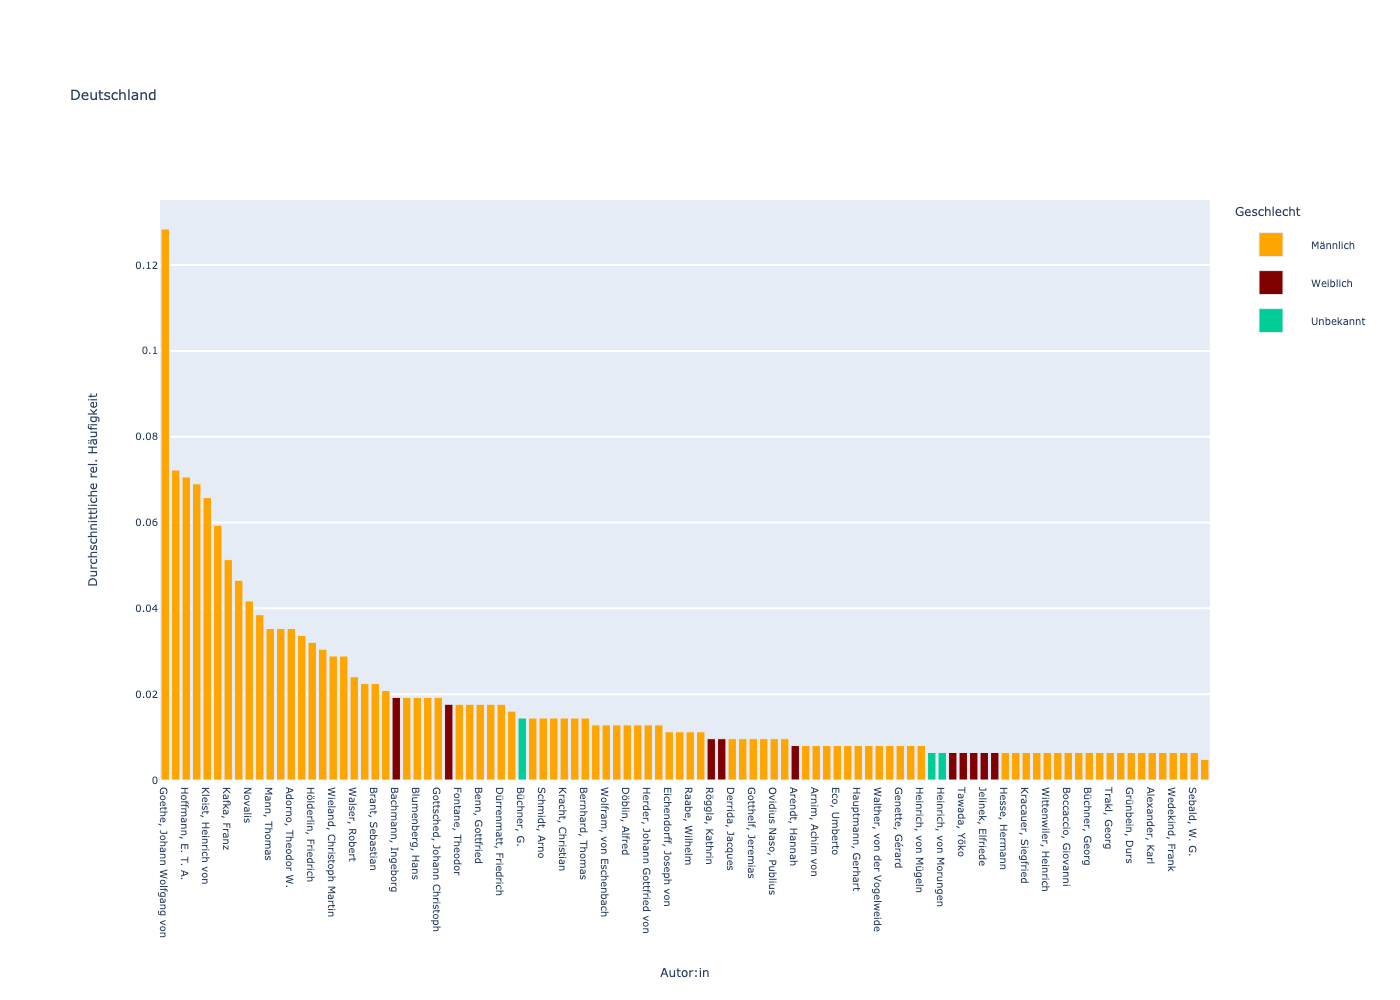 Deutschland
Geschlecht
Männlich
Weiblich
Unbekannt
Durchschnittliche rel. Häufigkeit
0.12
0.1
0.08
0.06
0.04
0.02
0
Goethe, Johann Wolfgang von
Hoffmann, E. T. A.
Kleist, Heinrich von
Kafka, Franz
Novalis
Mann, Thomas
Adorno, Theodor W.
Hölderlin, Friedrich
Wieland, Christoph Martin
Walser, Robert
Brant, Sebastian
Bachmann, Ingeborg
Blumenberg, Hans
Gottsched, Johann Christoph
Fontane, Theodor
Benn, Gottfried
Dürrenmatt, Friedrich
Büchner, G.
Schmidt, Arno
Kracht, Christian
Bernhard, Thomas
Wolfram, von Eschenbach
Döblin, Alfred
Herder, Johann Gottfried von
Eichendorff, Joseph von
Raabe, Wilhelm
Röggla, Kathrin
Derrida, Jacques
Gotthelf, Jeremias
Ovidius Naso, Publius
Arendt, Hannah
Arnim, Achim von
Eco, Umberto
Hauptmann, Gerhart
Walther, von der Vogelweide
Genette, Gérard
Heinrich, von Mügeln
Heinrich, von Morungen
Tawada, Yōko
Jelinek, Elfriede
Hesse, Hermann
Kracauer, Siegfried
Wittenwiler, Heinrich
Boccaccio, Giovanni
Büchner, Georg
Trakl, Georg
Grünbein, Durs
Alexander, Karl
Wedekind, Frank
Sebald, W. G.
Autor:in